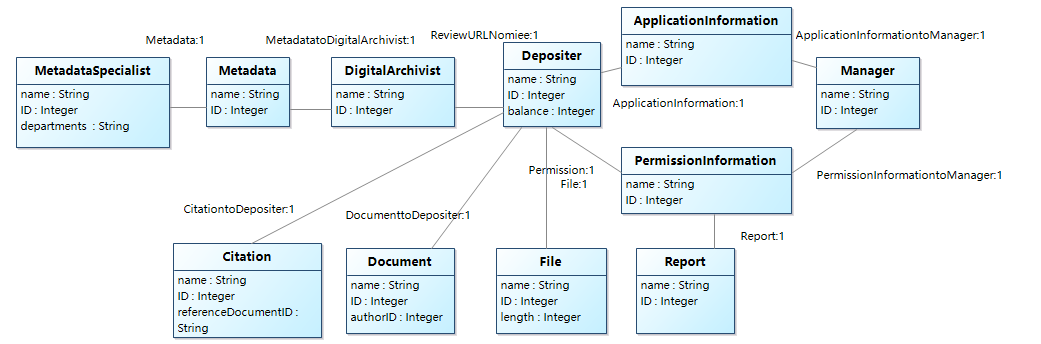 ApplicationInformation
name : String
ID : Integer
Metadata:1
MetadatatoDigitalArchivist:1
ReviewURLNomiee:1
ApplicationInformationtoManager:1
MetadataSpecialist
name : String
ID : Integer
departments : String
Metadata
name : String
ID : Integer
DigitalArchivist
name : String
ID : Integer
Depositer
name : String
ID : Integer
balance : Integer
Manager
name : String
ID : Integer
ApplicationInformation:1
PermissionInformation
name : String
ID : Integer
Permission:1
File:1
PermissionInformationtoManager:1
CitiationtoDepositer:1
DocumenttoDepositer:1
Report:1
Citation
name : String
ID : Integer
referenceDocumentID :
String
Document
name : String
ID : Integer
authorID : Integer
File
name : String
ID : Integer
length : Integer
Report
name : String
ID : Integer